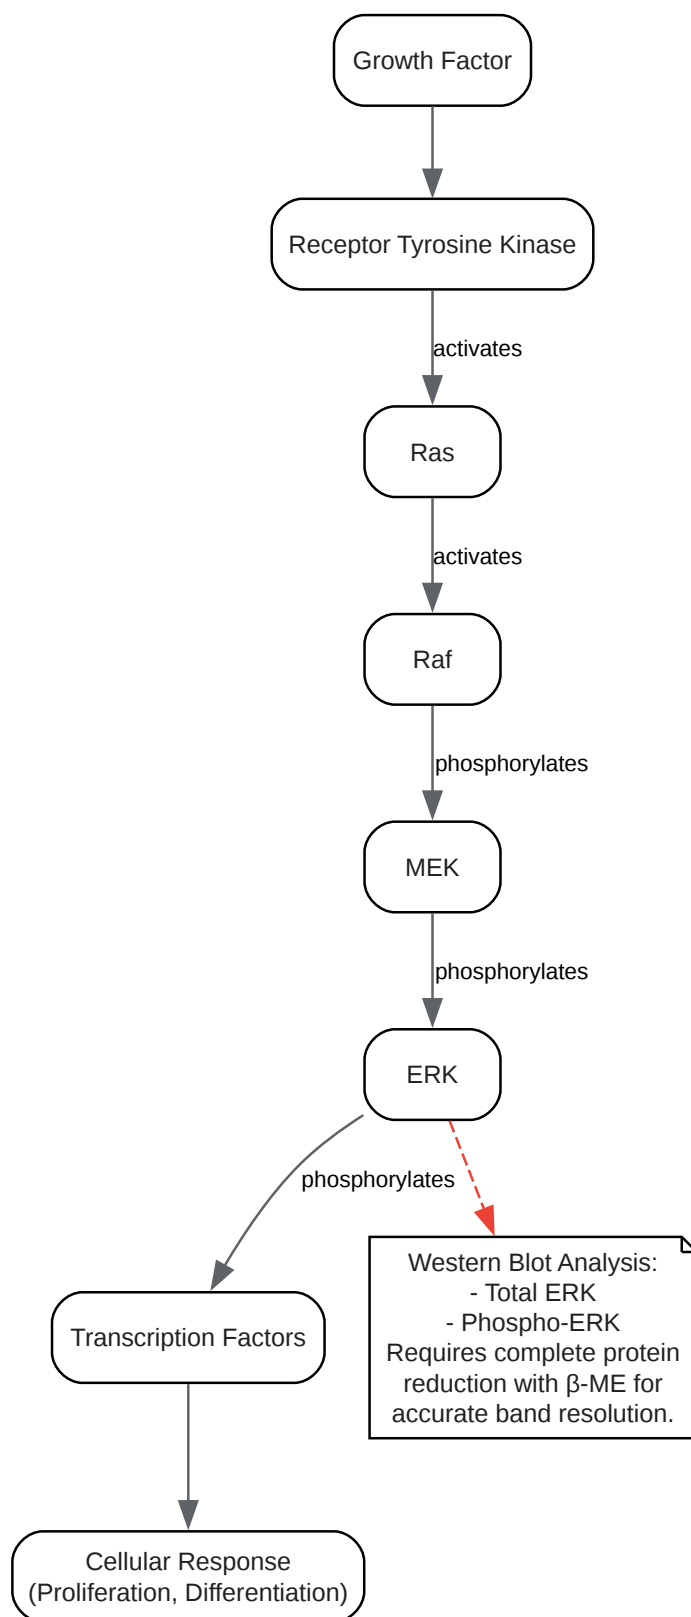 Growth Factor
Receptor Tyrosine Kinase
activates
Ras
activates
Raf
phosphorylates
MEK
phosphorylates
ERK
phosphorylates
Western Blot Analysis:
- Total ERK
- Phospho-ERK
Requires complete protein
reduction with β-ME for
accurate band resolution.
Transcription Factors
Cellular Response
(Proliferation, Differentiation)